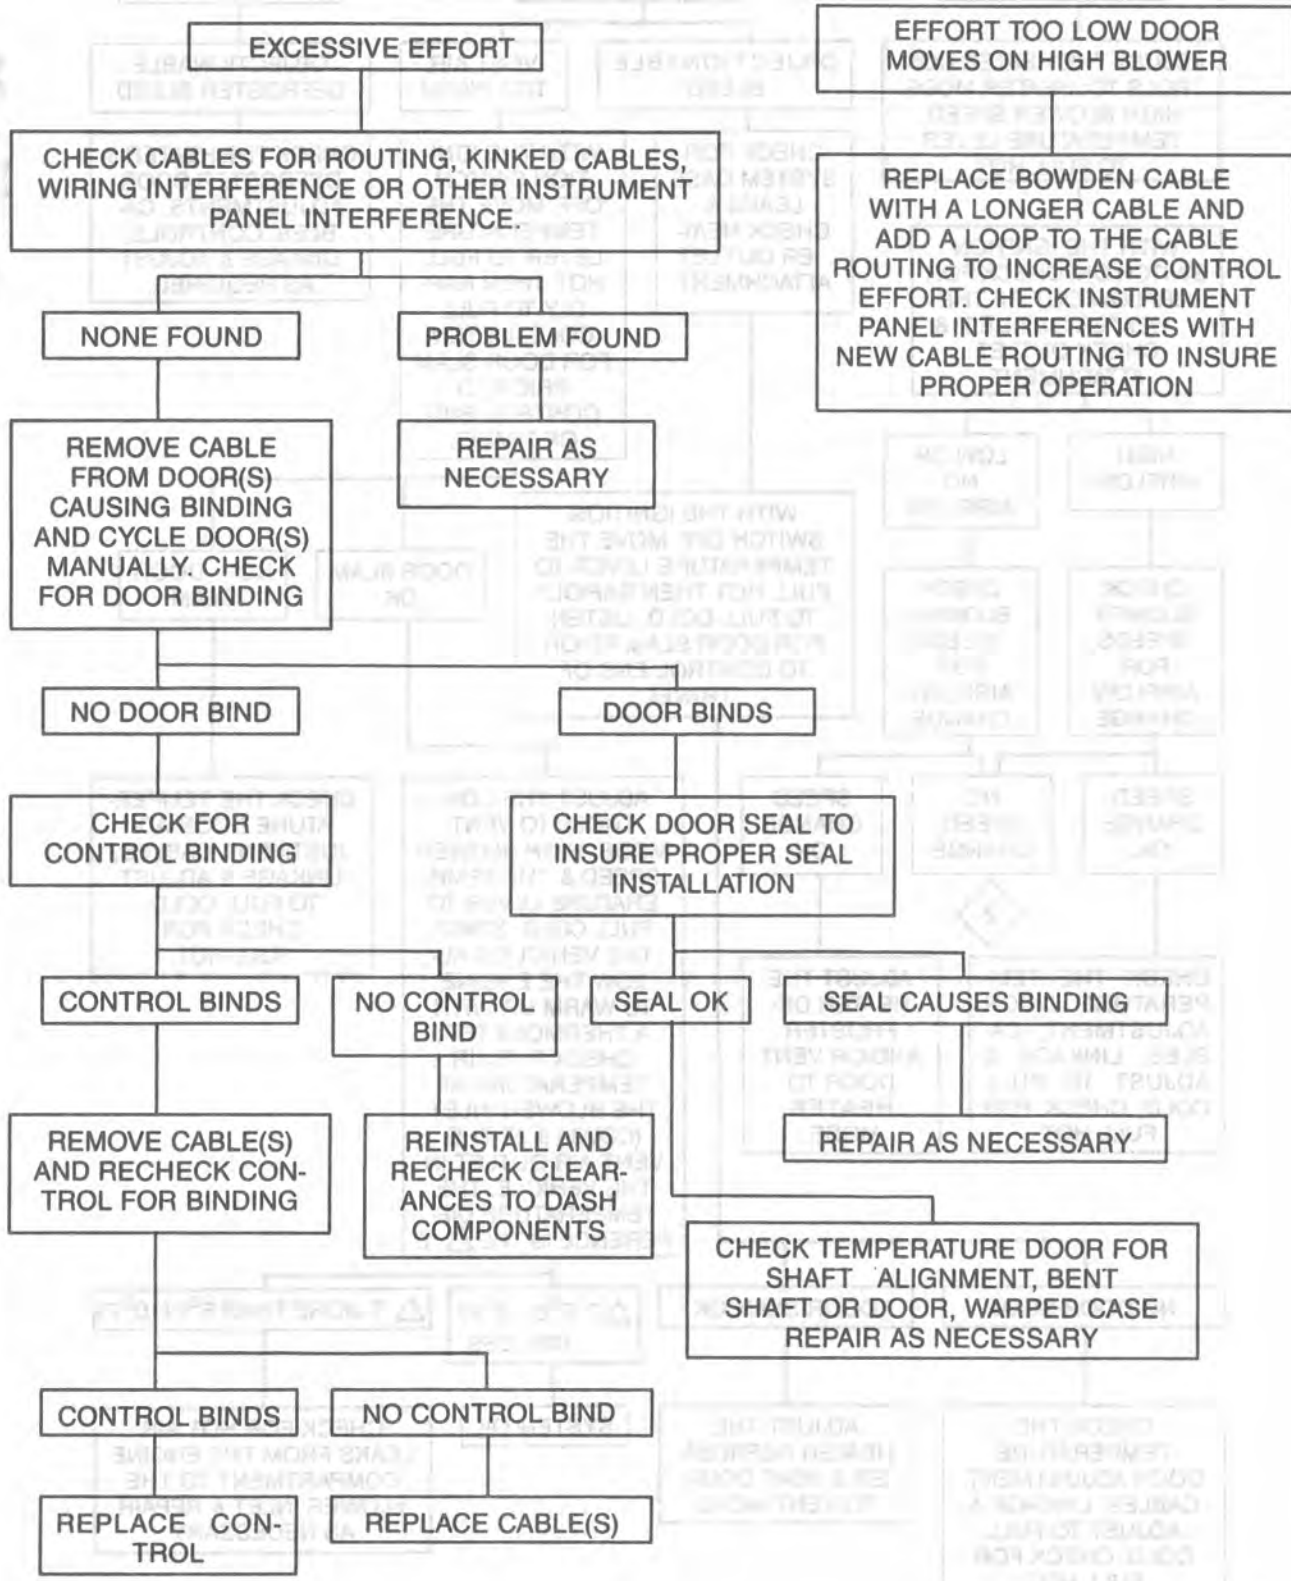 EXCESSIVE EFFORT
EFFORT TOO LOW DOOR
MOVES ON HIGH BLOWER
CHECK CABLES FOR ROUTING, KINKED CABLES,
WIRING INTERFERENCE OR OTHER INSTRUMENT
PANEL INTERFERENCE.
REPLACE BOWDEN CABLE
WITH A LONGER CABLE AND
ADD A LOOP TO THE CABLE
ROUTING TO INCREASE CONTROL
EFFORT. CHECK INSTRUMENT
PANEL INTERFERENCES WITH
NEW CABLE ROUTING TO INSURE
PROPER OPERATION
NONE FOUND
PROBLEM FOUND
REMOVE CABLE
FROM DOOR(S)
CAUSING BINDING
AND CYCLE DOOR(S)
MANUALLY. CHECK
FOR DOOR BINDING
REPAIR AS
NECESSARY
NO DOOR BIND
DOOR BINDS
CHECK FOR
CONTROL BINDING
CHECK DOOR SEAL TO
INSURE PROPER SEAL
INSTALLATION
CONTROL BINDS
NO CONTROL
BIND
SEAL OK
SEAL CAUSES BINDING
REMOVE CABLE(S)
AND RECHECK CON-
TROL FOR BINDING
REINSTALL AND
RECHECK CLEAR-
ANCES TO DASH
COMPONENTS
REPAIR AS NECESSARY
CHECK TEMPERATURE DOOR FOR
SHAFT ALIGNMENT, BENT
SHAFT OR DOOR, WARPED CASE
REPAIR AS NECESSARY
CONTROL BINDS
NO CONTROL BIND
REPLACE CON-
TROL
REPLACE CABLE(S)